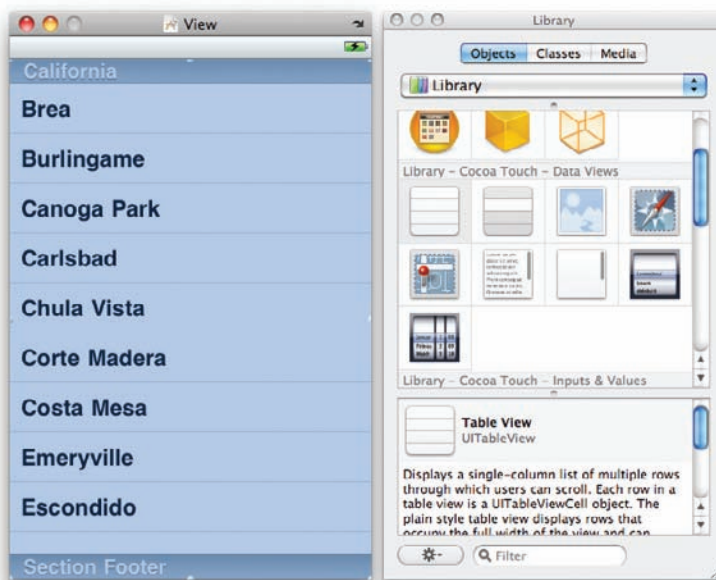 View
California
Brea
Burlingame
Canoga Park
Carlsbad
Chula Vista
Corte Madera
Costa Mesa
Emeryville
Escondido
Section Footer
Library
Objects Classes Media
Library
Library – Cocoa Touch – Data Views
Library – Cocoa Touch – Inputs & Values
Table View
UITableView
Displays a single-column list of multiple rows
through which users can scroll. Each row in a
table view is a UITableViewCell object. The
plain style table view displays rows that
occupy the full width of the view and can
Filter